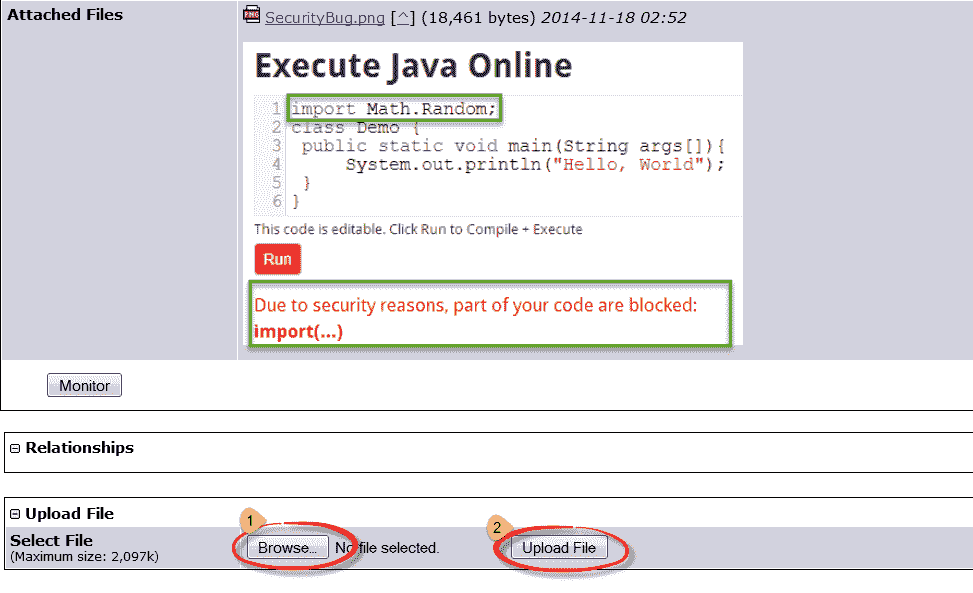 Attached Files
SecurityBug.png [^] (18,461 bytes) 2014-11-18 02:52
Execute Java Online
1 import Math.Random;
2 class Demo {
3 public static void main(String args[]){
4 System.out.println("Hello, World");
5 }
6 }
This code is editable. Click Run to Compile + Execute
Run
Due to security reasons, part of your code are blocked:
import(...)
Monitor
Relationships
Upload File
1
2
Select File
(Maximum size: 2,097k)
Browse... No file selected.
Upload File